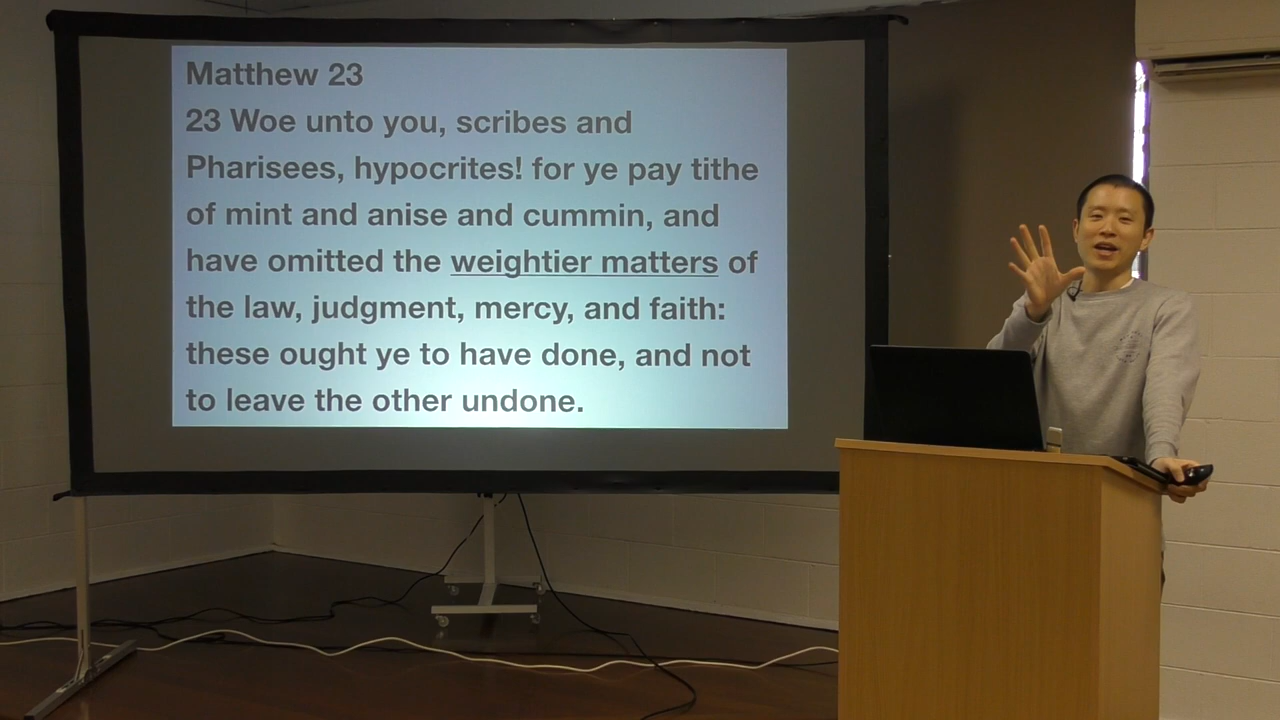 Matthew 23
23 Woe unto you, scribes and
Pharisees, hypocrites! for ye pay tithe
of mint and anise and cummin, and
have omitted the weightier matters of
the law, judgment, mercy, and faith:
these ought ye to have done, and not
to leave the other undone.